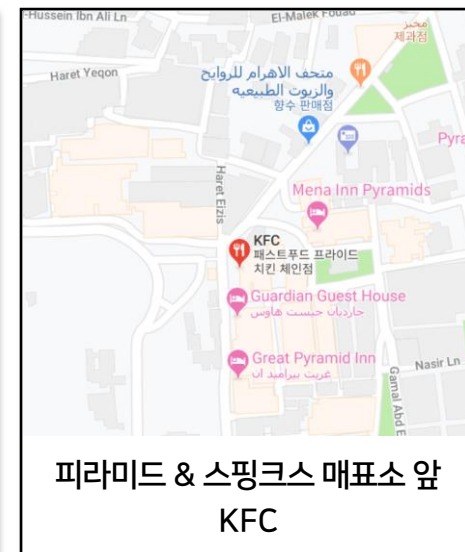 -Hussein Ibn Ali Ln
El-Malek Fouad
مخبز
제과점
Haret Yeqon
متحف الاهرام للروايح
والزيوت الطبيعيه
향수 판매점
Pyra
Haret Eizis
Mena Inn Pyramids
KFC
패스트푸드 프라이드
치킨 체인점
Guardian Guest House
جارديان جيست هاوس
Great Pyramid Inn
غريت بيراميد ان
Nasir Ln
Gamal Abd E
피라미드 & 스핑크스 매표소 앞
KFC